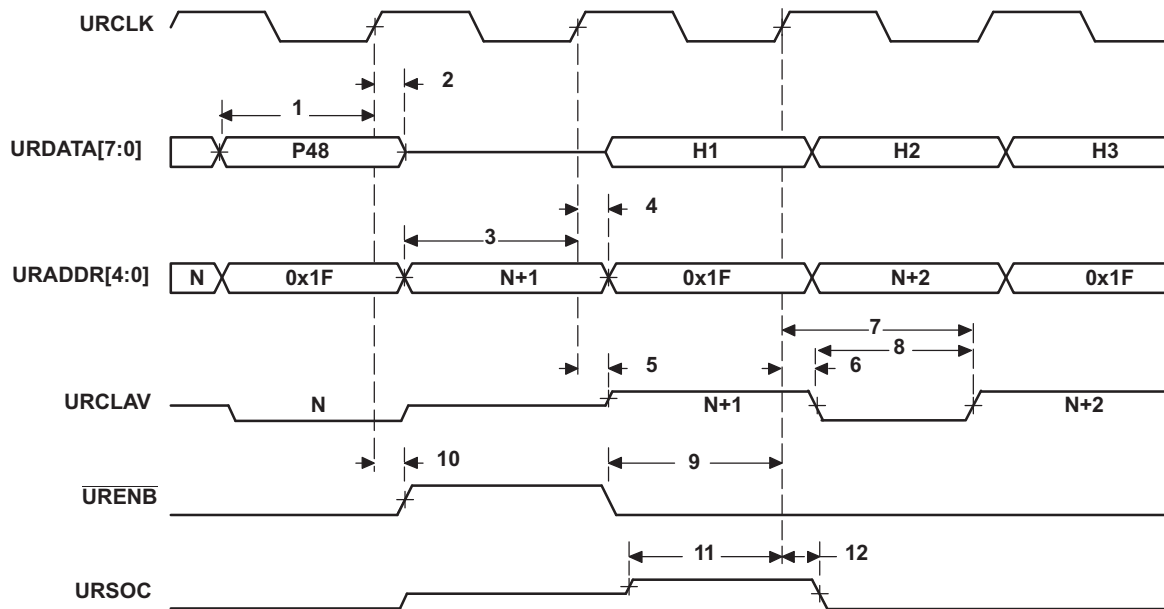 URCLK
2
1
URDATA[7:0] P48 H1 H2 H3
4
3
URADDR[4:0] N 0x1F N+1 0x1F N+2 0x1F
7
8
5 6
URCLAV N N+1 N+2
10 9
URENB
11 12
URSOC